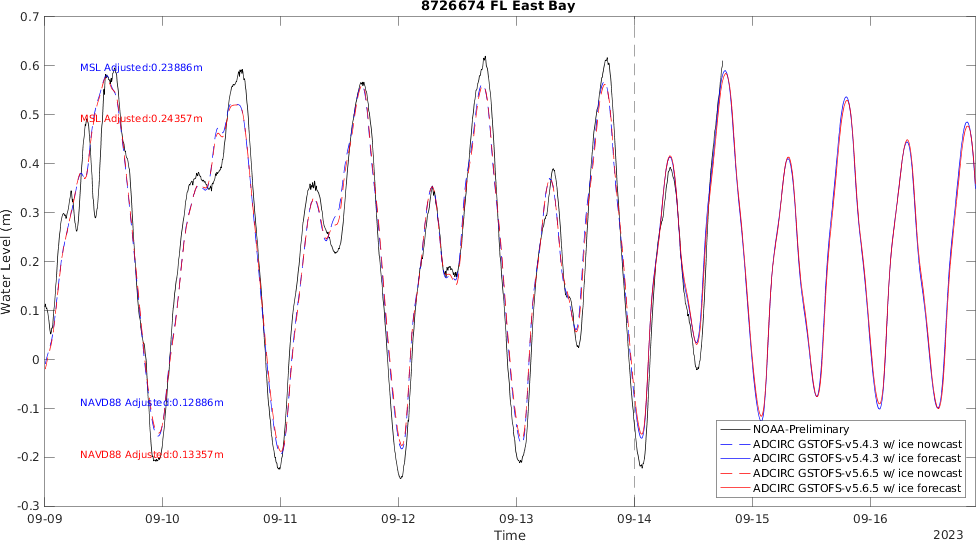 8726674 FL East Bay
0.7
0.6
0.5
0.4
0.3
0.2
0.1
0
-0.1
-0.2
-0.3
Water Level (m)
MSL Adjusted:0.23886m
MSL Adjusted:0.24357m
NAVD88 Adjusted:0.12886m
NAVD88 Adjusted:0.13357m
NOAA-Preliminary
ADCIRC GSTOFS-v5.4.3 w/ ice nowcast
ADCIRC GSTOFS-v5.4.3 w/ ice forecast
ADCIRC GSTOFS-v5.6.5 w/ ice nowcast
ADCIRC GSTOFS-v5.6.5 w/ ice forecast
09-09 09-10 09-11 09-12 09-13 09-14 09-15 09-16
Time
2023